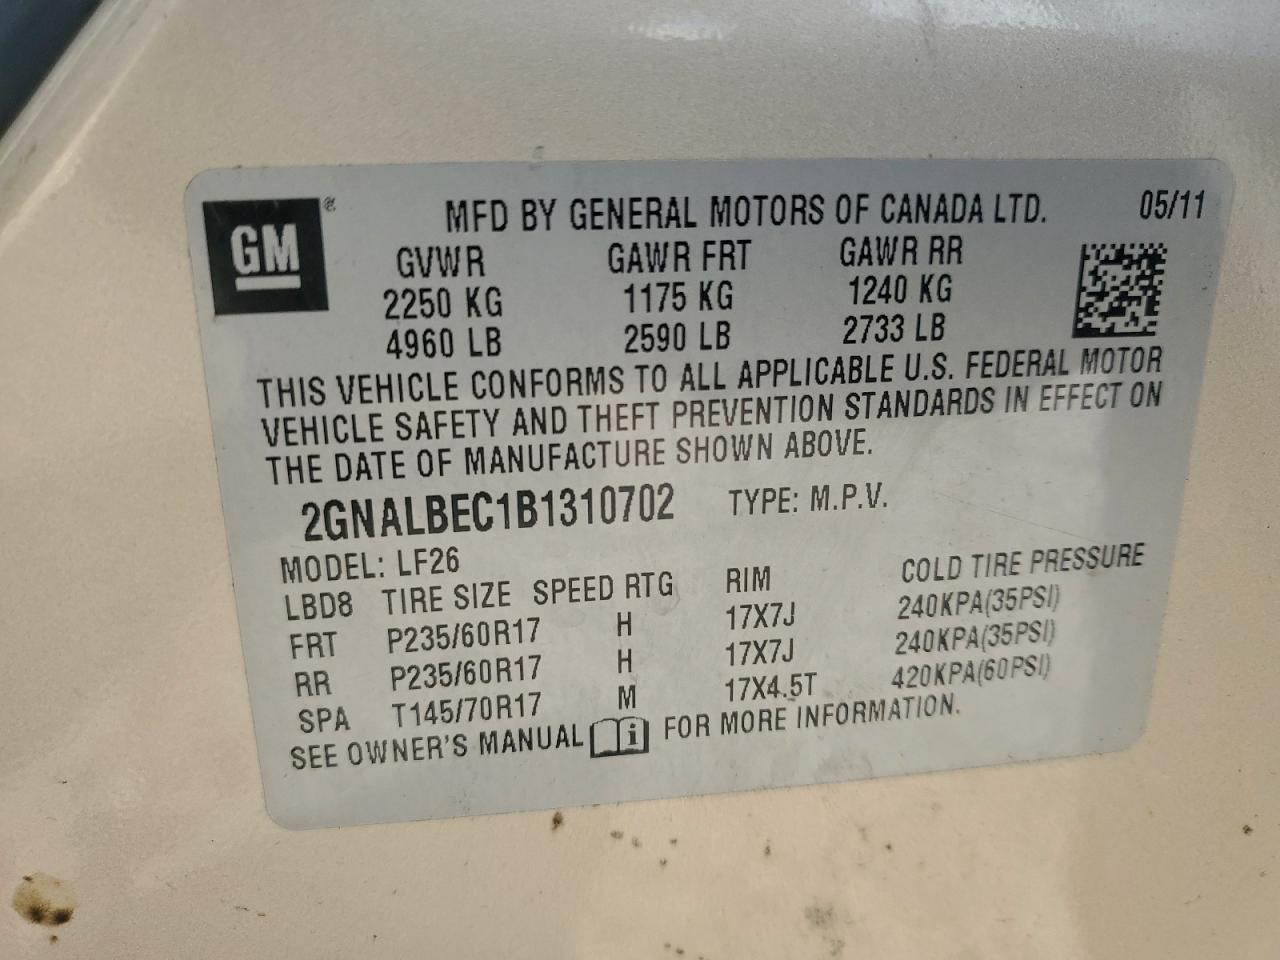 GM ® MFD BY GENERAL MOTORS OF CANADA LTD. 05/11
GVWR GAWR FRT GAWR RR
2250 KG 1175 KG 1240 KG
4960 LB 2590 LB 2733 LB
THIS VEHICLE CONFORMS TO ALL APPLICABLE U.S. FEDERAL MOTOR
VEHICLE SAFETY AND THEFT PREVENTION STANDARDS IN EFFECT ON
THE DATE OF MANUFACTURE SHOWN ABOVE.
2GNALBEC1B1310702 TYPE: M.P.V.
MODEL: LF26
LBD8 TIRE SIZE SPEED RTG RIM COLD TIRE PRESSURE
FRT P235/60R17 H 17X7J 240KPA(35PSI)
RR P235/60R17 H 17X7J 240KPA(35PSI)
SPA T145/70R17 M 17X4.5T 420KPA(60PSI)
SEE OWNER'S MANUAL i FOR MORE INFORMATION.